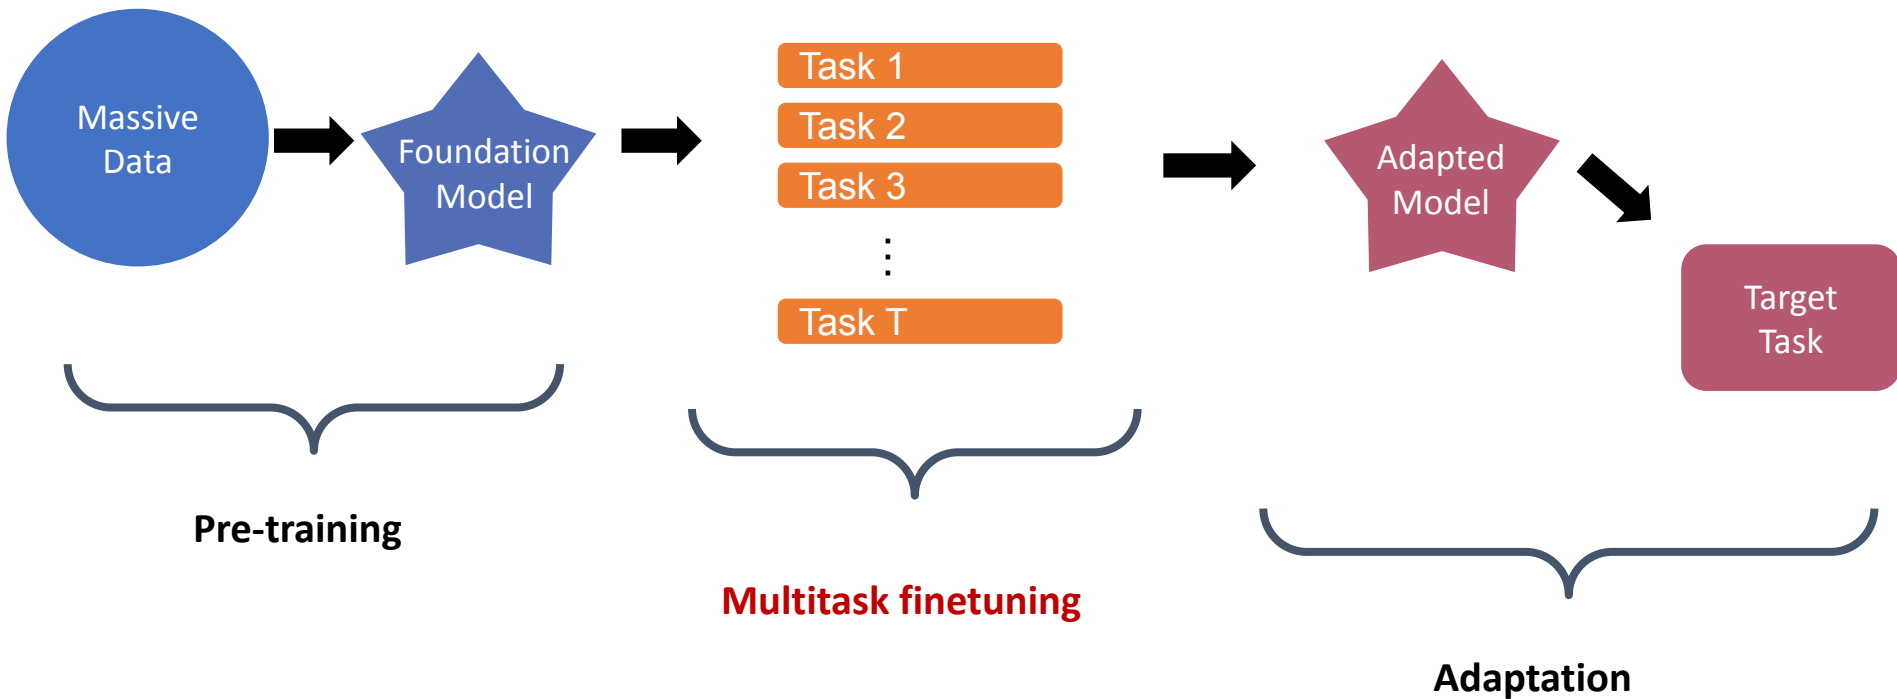 Massive
Data
Foundation
Model
Task 1
Task 2
Task 3
⋮
Task T
Adapted
Model
Target
Task
Pre-training
Multitask finetuning
Adaptation